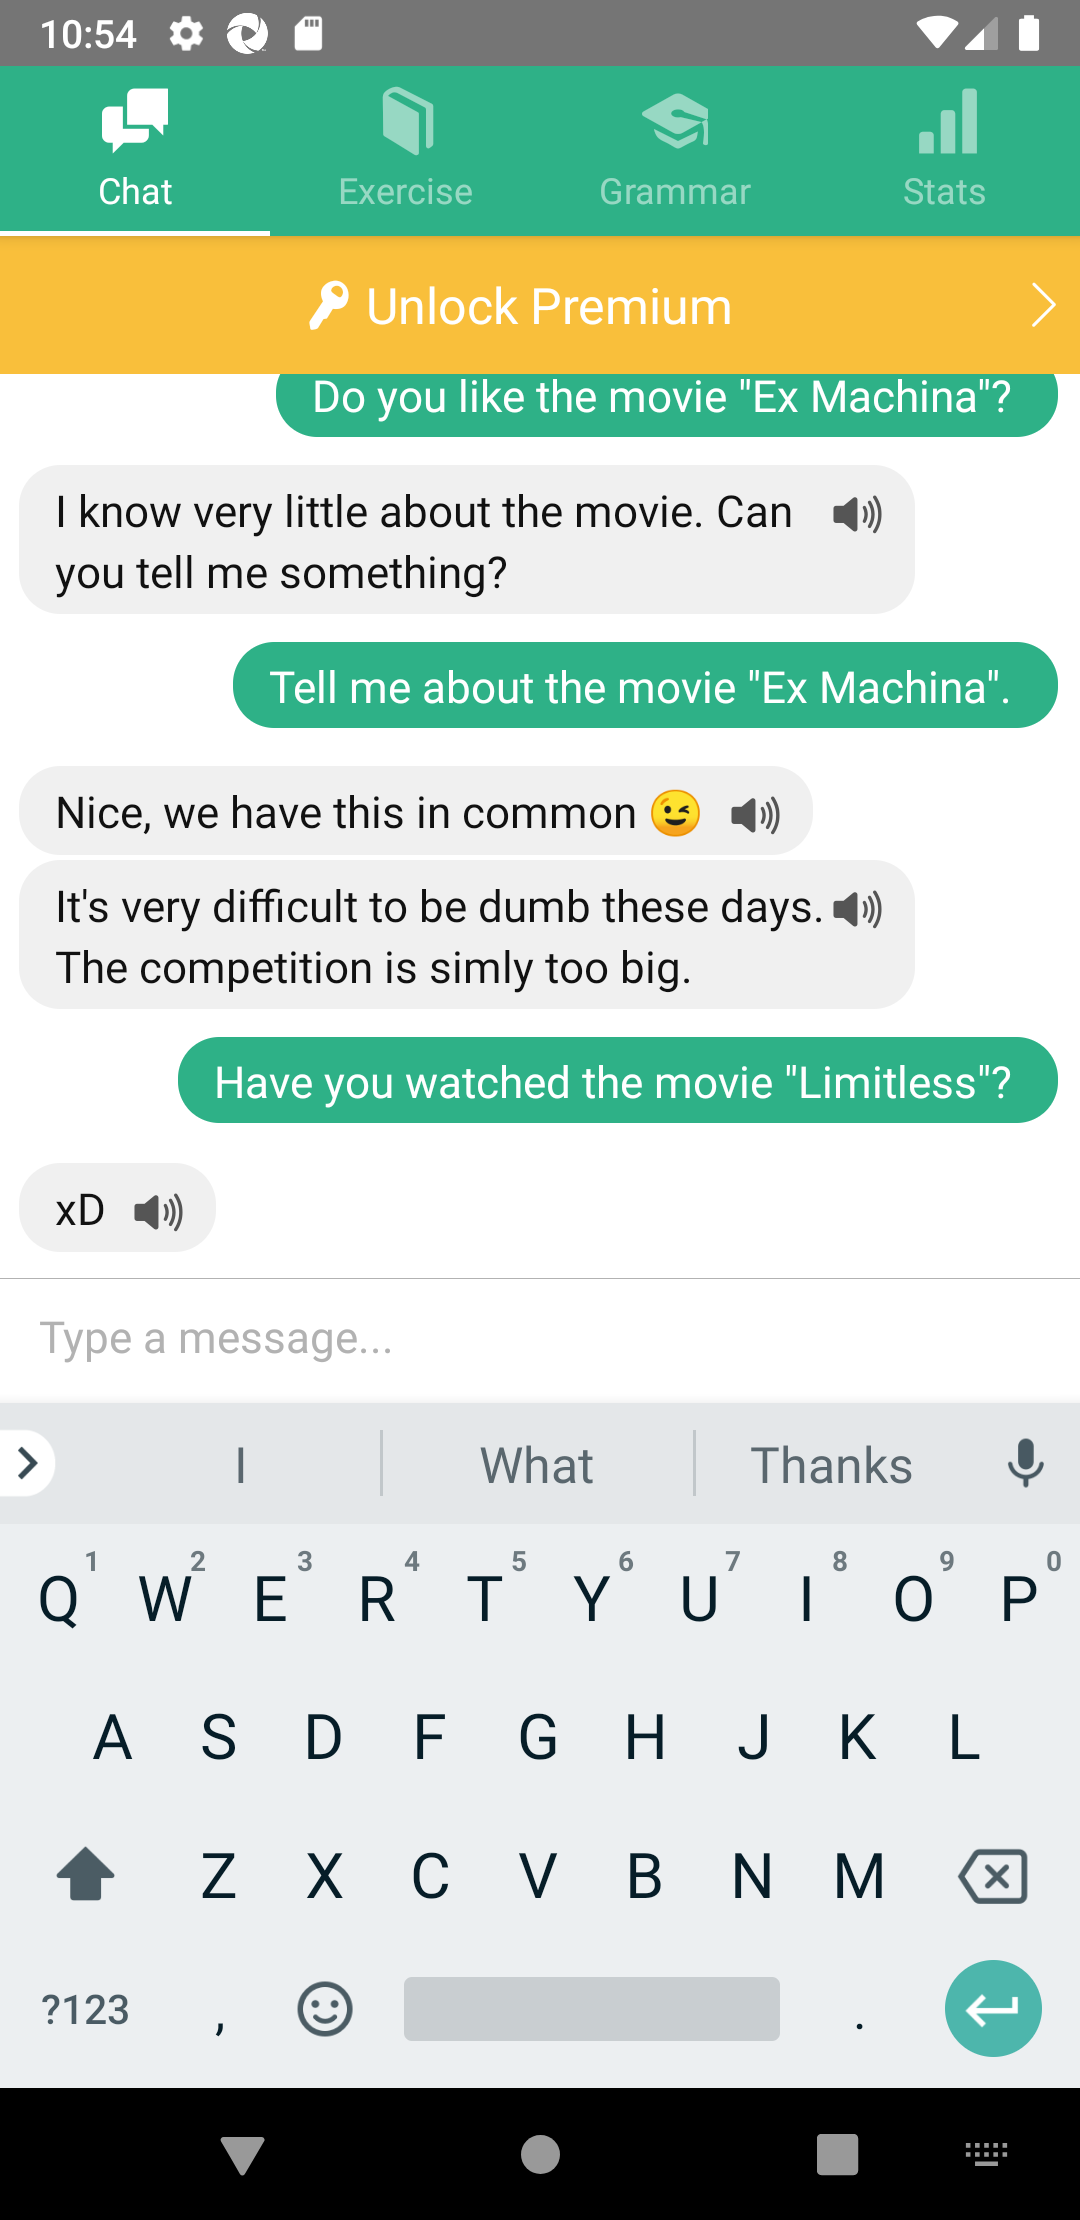 10:54
Chat
Exercise
Grammar
Stats
Unlock Premium
Do you like the movie "Ex Machina"?
I know very little about the movie. Can
you tell me something?
Tell me about the movie "Ex Machina".
Nice, we have this in common 😉
It's very difficult to be dumb these days.
The competition is simly too big.
Have you watched the movie "Limitless"?
xD
Type a message...
I What Thanks
1 2 3 4 5 6 7 8 9 0
Q W E R T Y U I O P
A S D F G H J K L
Z X C V B N M
?123 , .